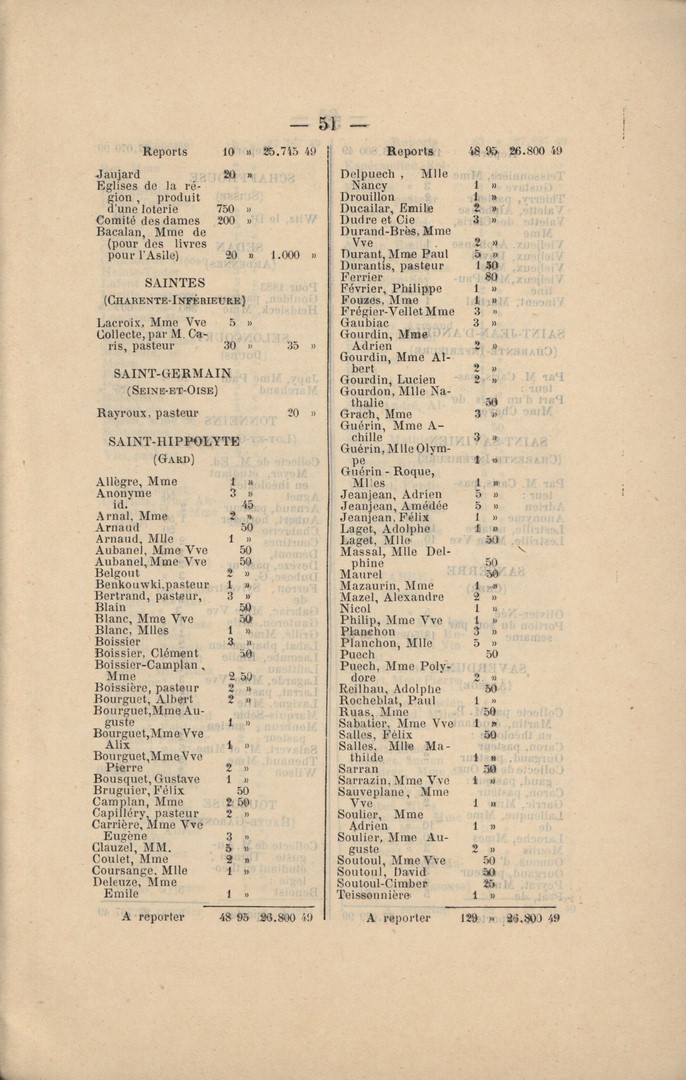 — 51 —
Reports 10 » 25.745 49
Jaujard 20 »
Eglises de la ré-
gion, produit
d'une loterie 750 »
Comité des dames 200 »
Bacalan, Mme de
(pour des livres
pour l'Asile) 20 » 1.000 »
SAINTES
(CHARENTE-INFÉRIEURE)
Lacroix, Mme Vve 5 »
Collecte, par M. Ca-
ris, pasteur 30 » 35 »
SAINT-GERMAIN
(SEINE-ET-OISE)
Rayroux, pasteur 20 »
SAINT-HIPPOLYTE
(GARD)
Allègre, Mme 1 »
Anonyme 3 »
id. 45
Arnal, Mme 2 »
Arnaud 50
Arnaud, Mlle 1 »
Aubanel, Mme Vve 50
Aubanel, Mme Vve 50
Belgout 2 »
Benkouwki, pasteur 1 »
Bertrand, pasteur, 3 »
Blain 50
Blanc, Mme Vve 50
Blanc, Mlles 1 »
Boissier 3 »
Boissier, Clément 50
Boissier-Camplan,
Mme 2 50
Boissière, pasteur 2 »
Bourguet, Albert 2 »
Bourguet, Mme Au-
guste 1 »
Bourguet, Mme Vve
Alix 1 »
Bourguet, Mme Vve
Pierre 2 »
Bousquet, Gustave 1 »
Bruguier, Félix 50
Camplan, Mme 2 50
Capilléry, pasteur 2 »
Carrière, Mme Vve
Eugène 3 »
Clauzel, MM. 5 »
Coulet, Mme 2 »
Coursange, Mlle 1 »
Deleuze, Mme
Emile 1 »
A reporter 48 95 26.800 49
Reports 48 95 26.800 49
Delpuech, Mlle
Nancy 1 »
Drouillon 1 »
Ducailar, Emile 2 »
Dudre et Cie 3 »
Durand-Brès, Mme
Vve 2 »
Durant, Mme Paul 5 »
Durantis, pasteur 1 50
Ferrier 80
Février, Philippe 1 »
Fouzes, Mme 1 »
Frégier-Vellet Mme 3 »
Gaubiac 3 »
Gourdin, Mme
Adrien 2 »
Gourdin, Mme Al-
bert 2 »
Gourdin, Lucien 2 »
Gourdon, Mlle Na-
thalie 50
Grach, Mme 3 »
Guérin, Mme A-
chille 3 »
Guérin, Mlle Olym-
pe 1 »
Guérin - Roque,
Mlles 1 »
Jeanjean, Adrien 5 »
Jeanjean, Amédée 5 »
Jeanjean, Félix 1 »
Laget, Adolphe 1 »
Laget, Mlle 50
Massal, Mlle Del-
phine 50
Maurel 50
Mazaurin, Mme 1 »
Mazel, Alexandre 2 »
Nicol 1 »
Philip, Mme Vve 1 »
Planchon 3 »
Planchon, Mlle 5 »
Puech 50
Puech, Mme Poly-
dore 2 »
Reilhau, Adolphe 50
Rocheblat, Paul 1 »
Ruas, Mme 50
Sabatier, Mme Vve 1 »
Salles, Félix 50
Salles, Mlle Ma-
thilde 1 »
Sarran 50
Sarrazin, Mme Vve 1 »
Sauveplane, Mme
Vve 1 »
Soulier, Mme
Adrien 1 »
Soulier, Mme Au-
guste 2 »
Soutoul, Mme Vve 50
Soutoul, David 50
Soutoul-Cimber 25
Teissonnière 1 »
A reporter 129 » 26.800 49